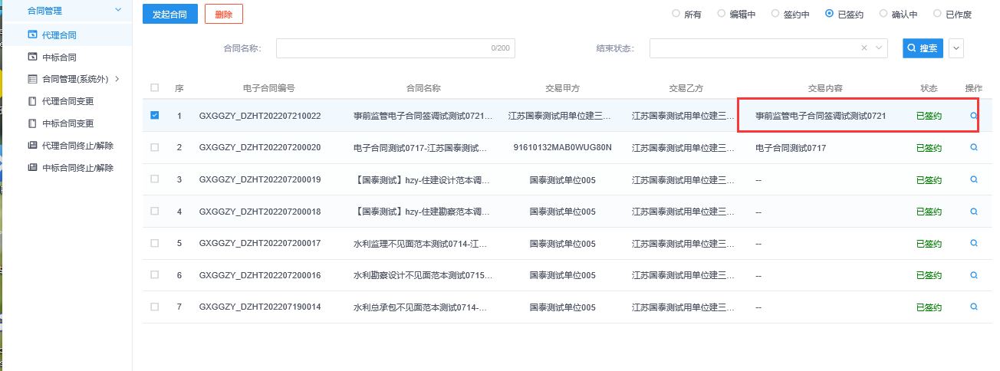 合同管理
代理合同
中标合同
合同管理(系统外)
代理合同变更
中标合同变更
代理合同终止/解除
中标合同终止/解除
发起合同 删除 所有 编辑中 签约中 已签约 确认中 已作废
合同名称: 0/200 结束状态: 搜索
序 电子合同编号 合同名称 交易甲方 交易乙方 交易内容 状态 操作
1 GXGGZY_DZHT202207210022 事前监管电子合同签调试测试0721... 江苏国泰测试用单位建三... 江苏国泰测试用单位建三... 事前监管电子合同签调试测试0721 已签约
2 GXGGZY_DZHT202207200020 电子合同测试0717-江苏国泰测试... 91610132MAB0WUG80N 江苏国泰测试用单位建三... 电子合同测试0717 已签约
3 GXGGZY_DZHT202207200019 【国泰测试】hzy-住建设计范本调... 国泰测试单位005 江苏国泰测试用单位建三... -- 已签约
4 GXGGZY_DZHT202207200018 【国泰测试】hzy-住建勘察范本调... 国泰测试单位005 江苏国泰测试用单位建三... -- 已签约
5 GXGGZY_DZHT202207200017 水利监理不见面范本测试0714-江... 国泰测试单位005 江苏国泰测试用单位建三... -- 已签约
6 GXGGZY_DZHT202207200016 水利勘察设计不见面范本测试0715... 国泰测试单位005 江苏国泰测试用单位建三... -- 已签约
7 GXGGZY_DZHT202207190014 水利总承包不见面范本测试0714-... 国泰测试单位005 江苏国泰测试用单位建三... -- 已签约